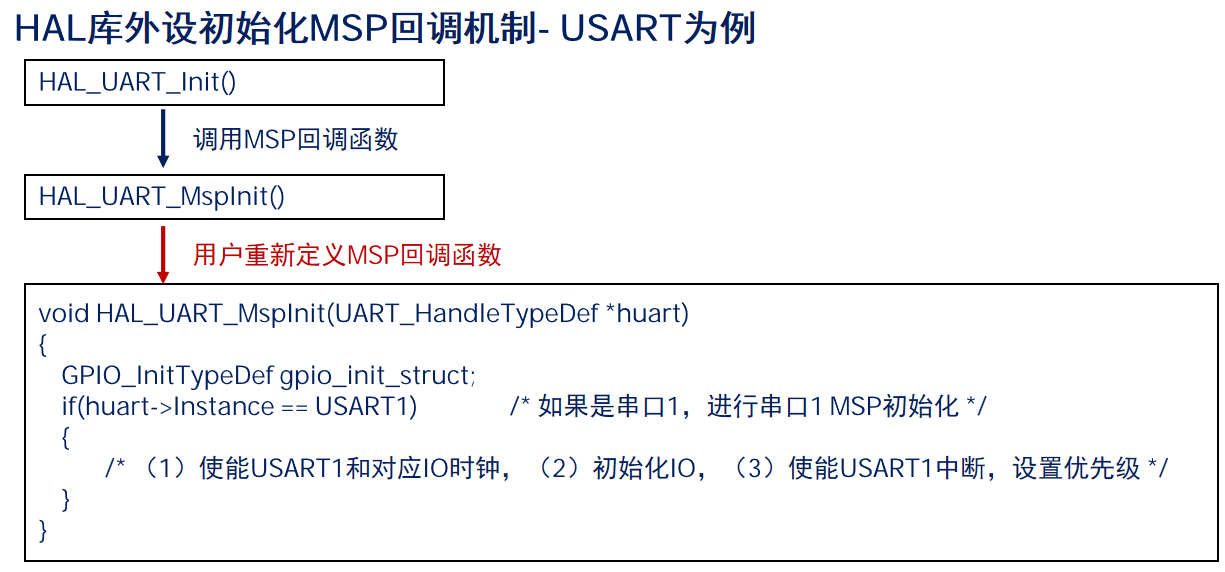 HAL库外设初始化MSP回调机制- USART为例
HAL_UART_Init()
调用MSP回调函数
HAL_UART_MspInit()
用户重新定义MSP回调函数
void HAL_UART_MspInit(UART_HandleTypeDef *huart)
{
GPIO_InitTypeDef gpio_init_struct;
if(huart->Instance == USART1) /* 如果是串口1，进行串口1 MSP初始化 */
{
/* （1）使能USART1和对应IO时钟，（2）初始化IO，（3）使能USART1中断，设置优先级 */
}
}